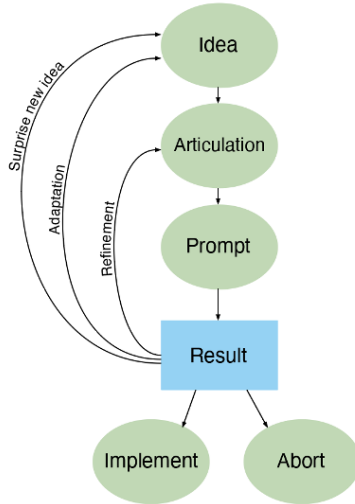 Idea
Surprise new idea
Adaptation
Articulation
Refinement
Prompt
Result
Implement
Abort